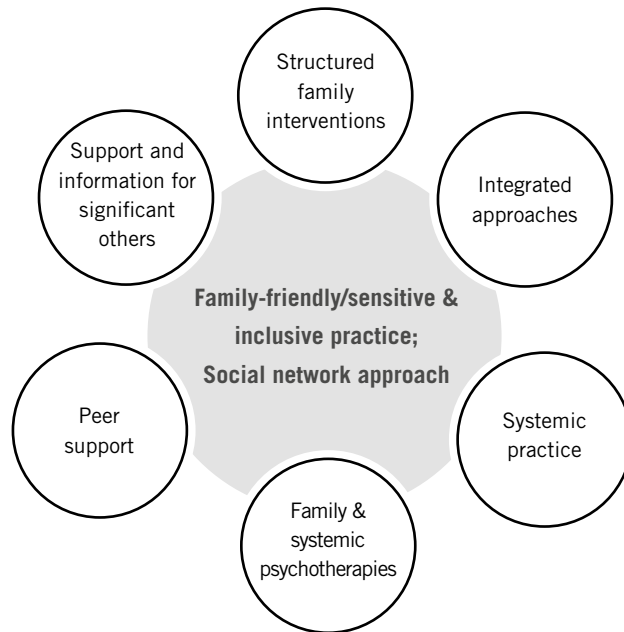 Structured
family
interventions
Support and
information for
significant
others
Integrated
approaches
Family-friendly/sensitive &
inclusive practice;
Social network approach
Peer
support
Systemic
practice
Family &
systemic
psychotherapies